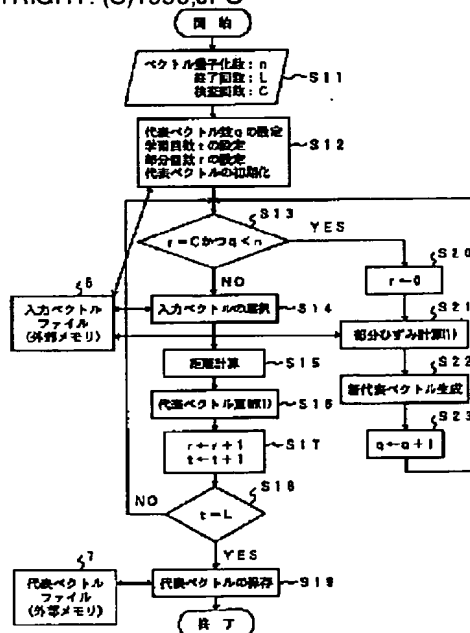 開 始
ベクトル量子化数：n
終了回数：L
検証回数：C
S11
代表ベクトル数qの設定
学習回数tの設定
部分回数rの設定
代表ベクトルの初期化
S12
S13
r=Cかつq<n
YES
NO
S20
r←0
6
入力ベクトル
ファイル
(外部メモリ)
入力ベクトルの選択
S14
S21
部分ひずみ計算(1)
距離計算
S15
S22
新代表ベクトル生成
代表ベクトル更新(1)
S16
S23
q←q+1
r←r+1
t←t+1
S17
S18
t=L
NO
YES
7
代表ベクトル
ファイル
(外部メモリ)
代表ベクトルの保存
S19
終 了